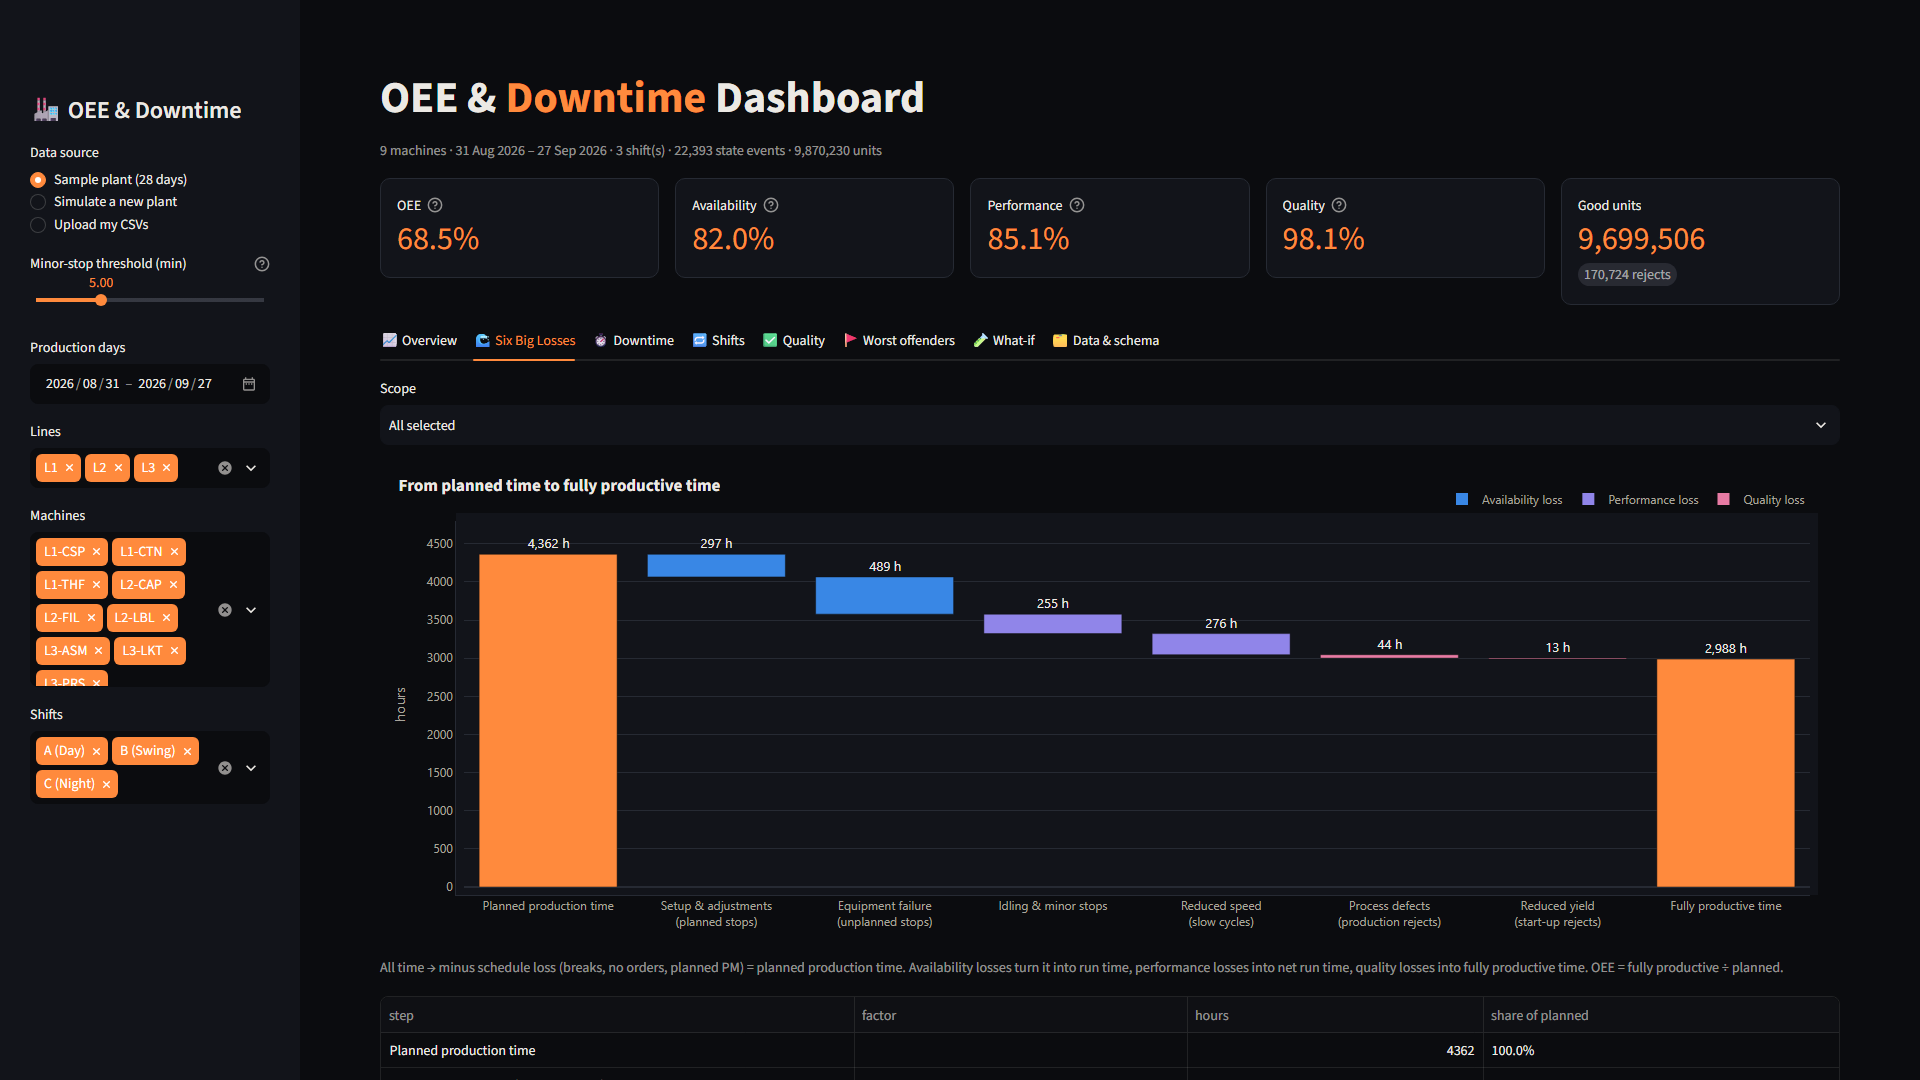 OEE & Downtime
Data source
Sample plant (28 days)
Simulate a new plant
Upload my CSVs
Minor-stop threshold (min)
5.00
Production days
2026/08/31 – 2026/09/27
Lines
L1 L2 L3
Machines
L1-CSP L1-CTN
L1-THF L2-CAP
L2-FIL L2-LBL
L3-ASM L3-LKT
L3-PRS
Shifts
A (Day) B (Swing)
C (Night)
OEE & Downtime Dashboard
9 machines · 31 Aug 2026 – 27 Sep 2026 · 3 shift(s) · 22,393 state events · 9,870,230 units
OEE
68.5%
Availability
82.0%
Performance
85.1%
Quality
98.1%
Good units
9,699,506
170,724 rejects
Overview Six Big Losses Downtime Shifts Quality Worst offenders What-if Data & schema
Scope
All selected
From planned time to fully productive time
Availability loss Performance loss Quality loss
hours
4500
4000
3500
3000
2500
2000
1500
1000
500
0
4,362 h
297 h
489 h
255 h
276 h
44 h
13 h
2,988 h
Planned production time
Setup & adjustments
(planned stops)
Equipment failure
(unplanned stops)
Idling & minor stops
Reduced speed
(slow cycles)
Process defects
(production rejects)
Reduced yield
(start-up rejects)
Fully productive time
All time → minus schedule loss (breaks, no orders, planned PM) = planned production time. Availability losses turn it into run time, performance losses into net run time, quality losses into fully productive time. OEE = fully productive ÷ planned.
step factor hours share of planned
Planned production time 4362 100.0%